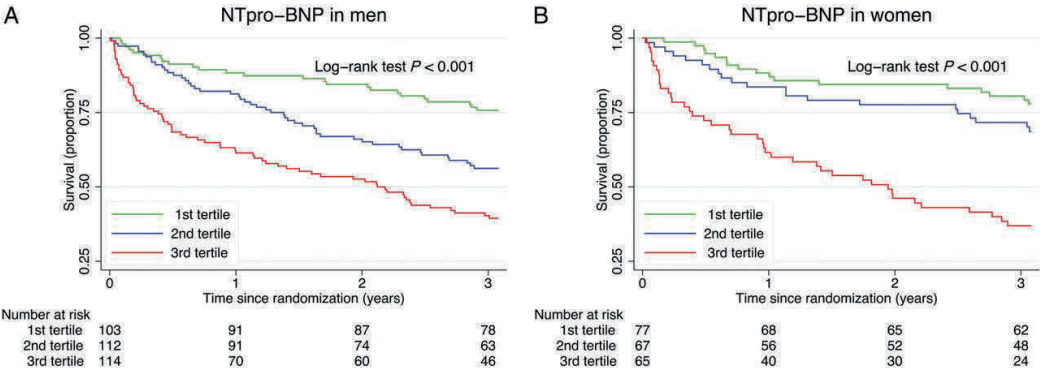 A
NTpro-BNP in men
Log-rank test P < 0.001
Survival (proportion)
1.00
0.75
0.50
0.25
1st tertile
2nd tertile
3rd tertile
0 1 2 3
Time since randomization (years)
Number at risk
1st tertile 103 91 87 78
2nd tertile 112 91 74 63
3rd tertile 114 70 60 46
B
NTpro-BNP in women
Log-rank test P < 0.001
Survival (proportion)
1.00
0.75
0.50
0.25
1st tertile
2nd tertile
3rd tertile
0 1 2 3
Time since randomization (years)
Number at risk
1st tertile 77 68 65 62
2nd tertile 67 56 52 48
3rd tertile 65 40 30 24